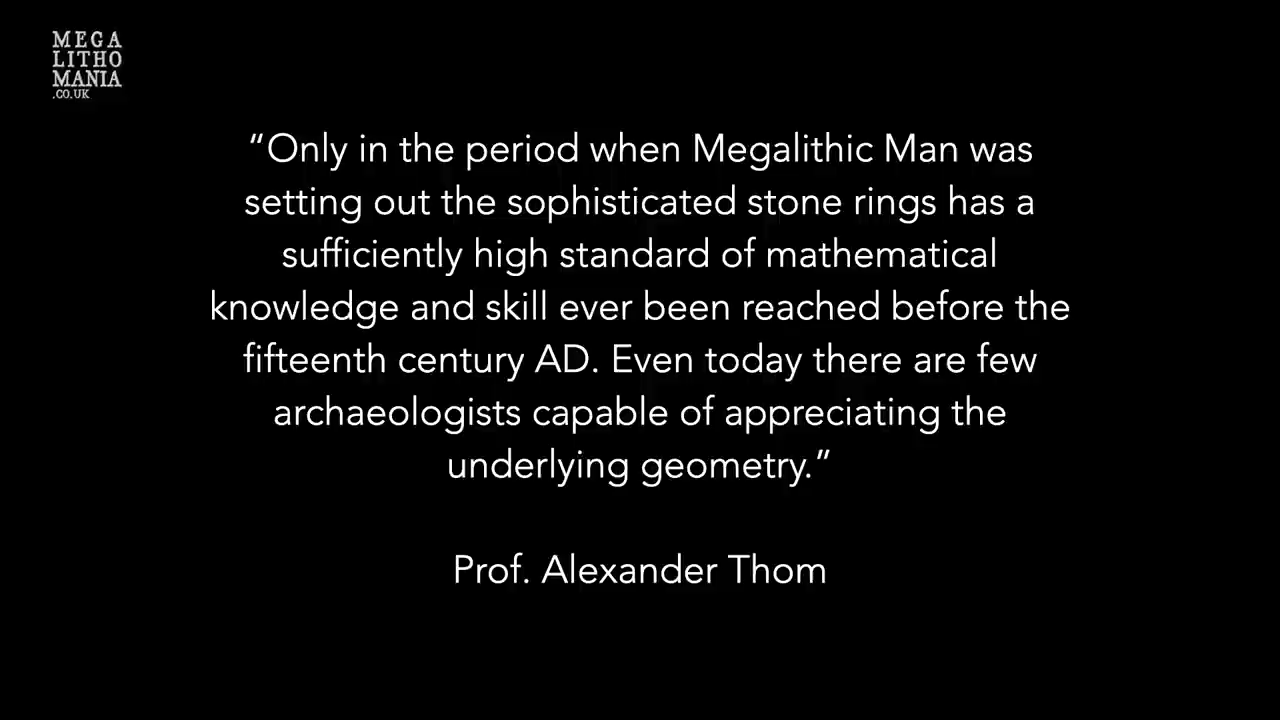 MEGA
LITHO
MANIA
.CO.UK
“Only in the period when Megalithic Man was
setting out the sophisticated stone rings has a
sufficiently high standard of mathematical
knowledge and skill ever been reached before the
fifteenth century AD. Even today there are few
archaeologists capable of appreciating the
underlying geometry.”
Prof. Alexander Thom